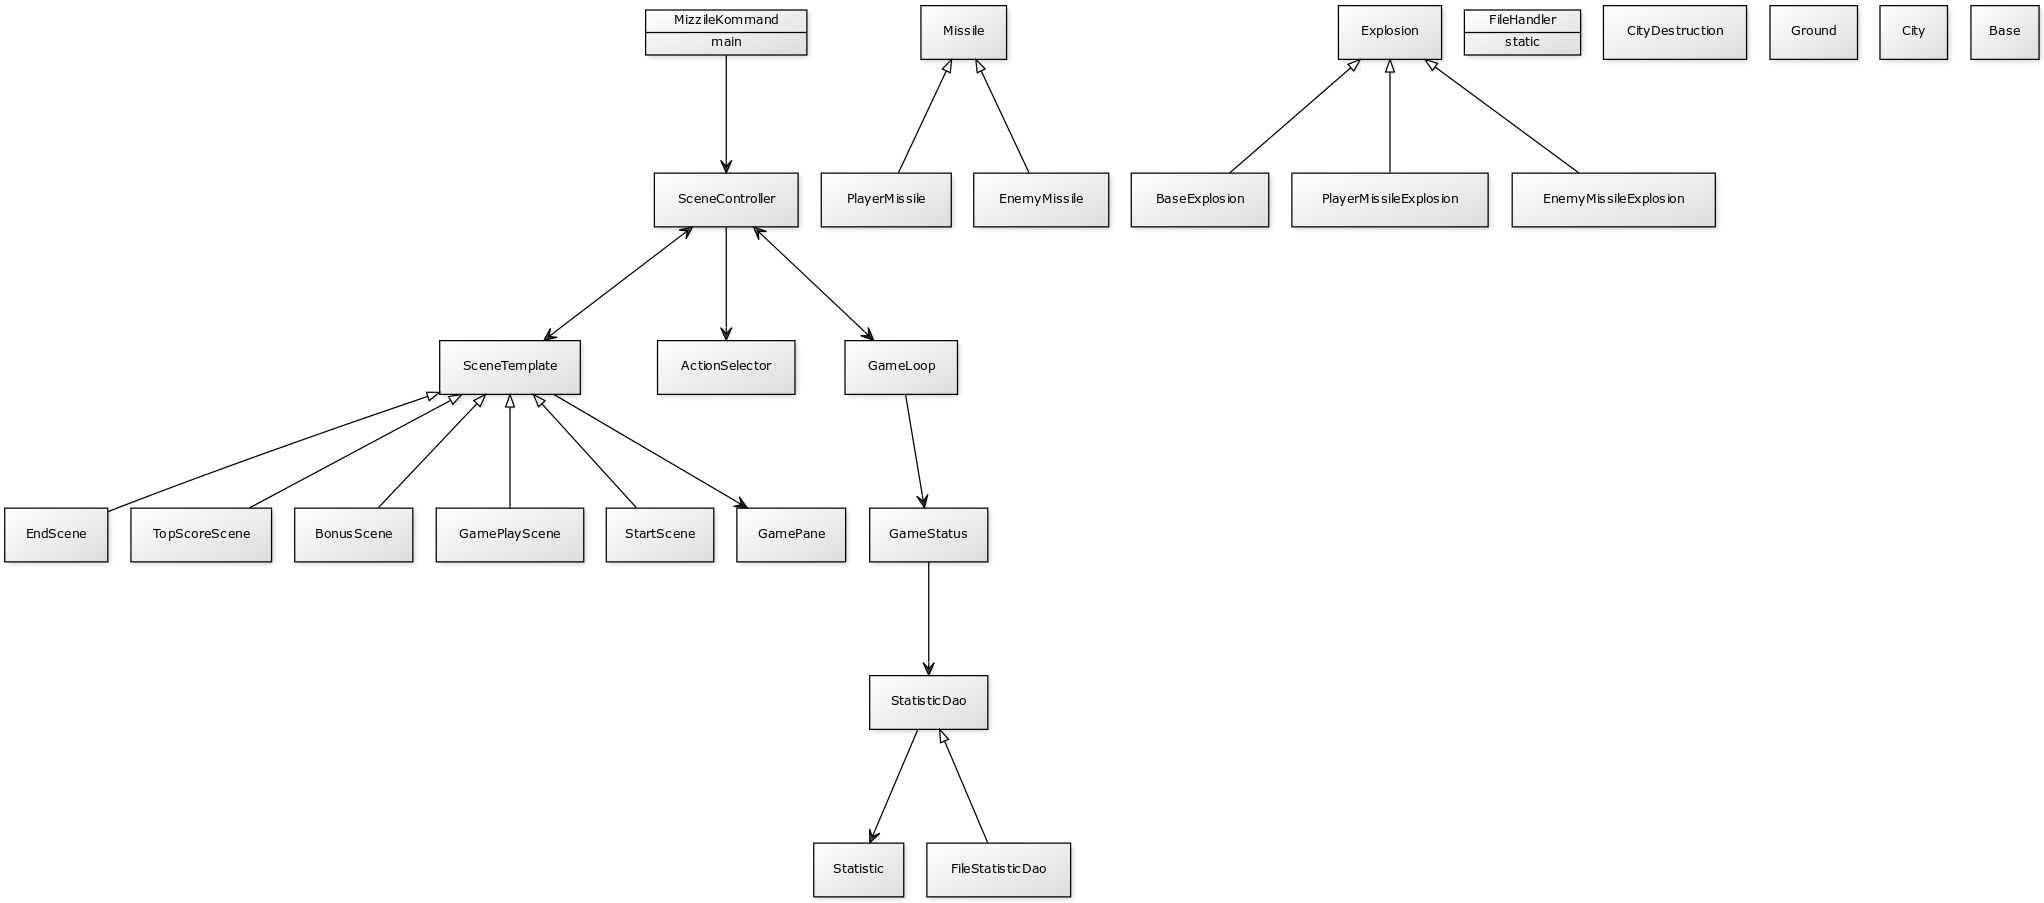 MizzileKommand
main
Missile
Explosion
FileHandler
static
CityDestruction
Ground
City
Base
SceneController
PlayerMissile
EnemyMissile
BaseExplosion
PlayerMissileExplosion
EnemyMissileExplosion
SceneTemplate
ActionSelector
GameLoop
EndScene
TopScoreScene
BonusScene
GamePlayScene
StartScene
GamePane
GameStatus
StatisticDao
Statistic
FileStatisticDao